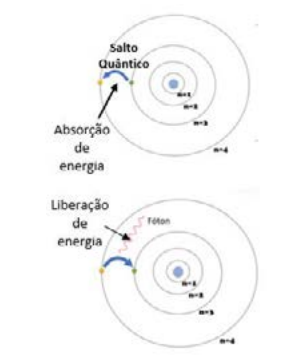 Salto
Quântico
n=1
n=2
n=3
n=4
Absorção
de
energia
Liberação
de
energia
Fóton
n=1
n=2
n=3
n=4